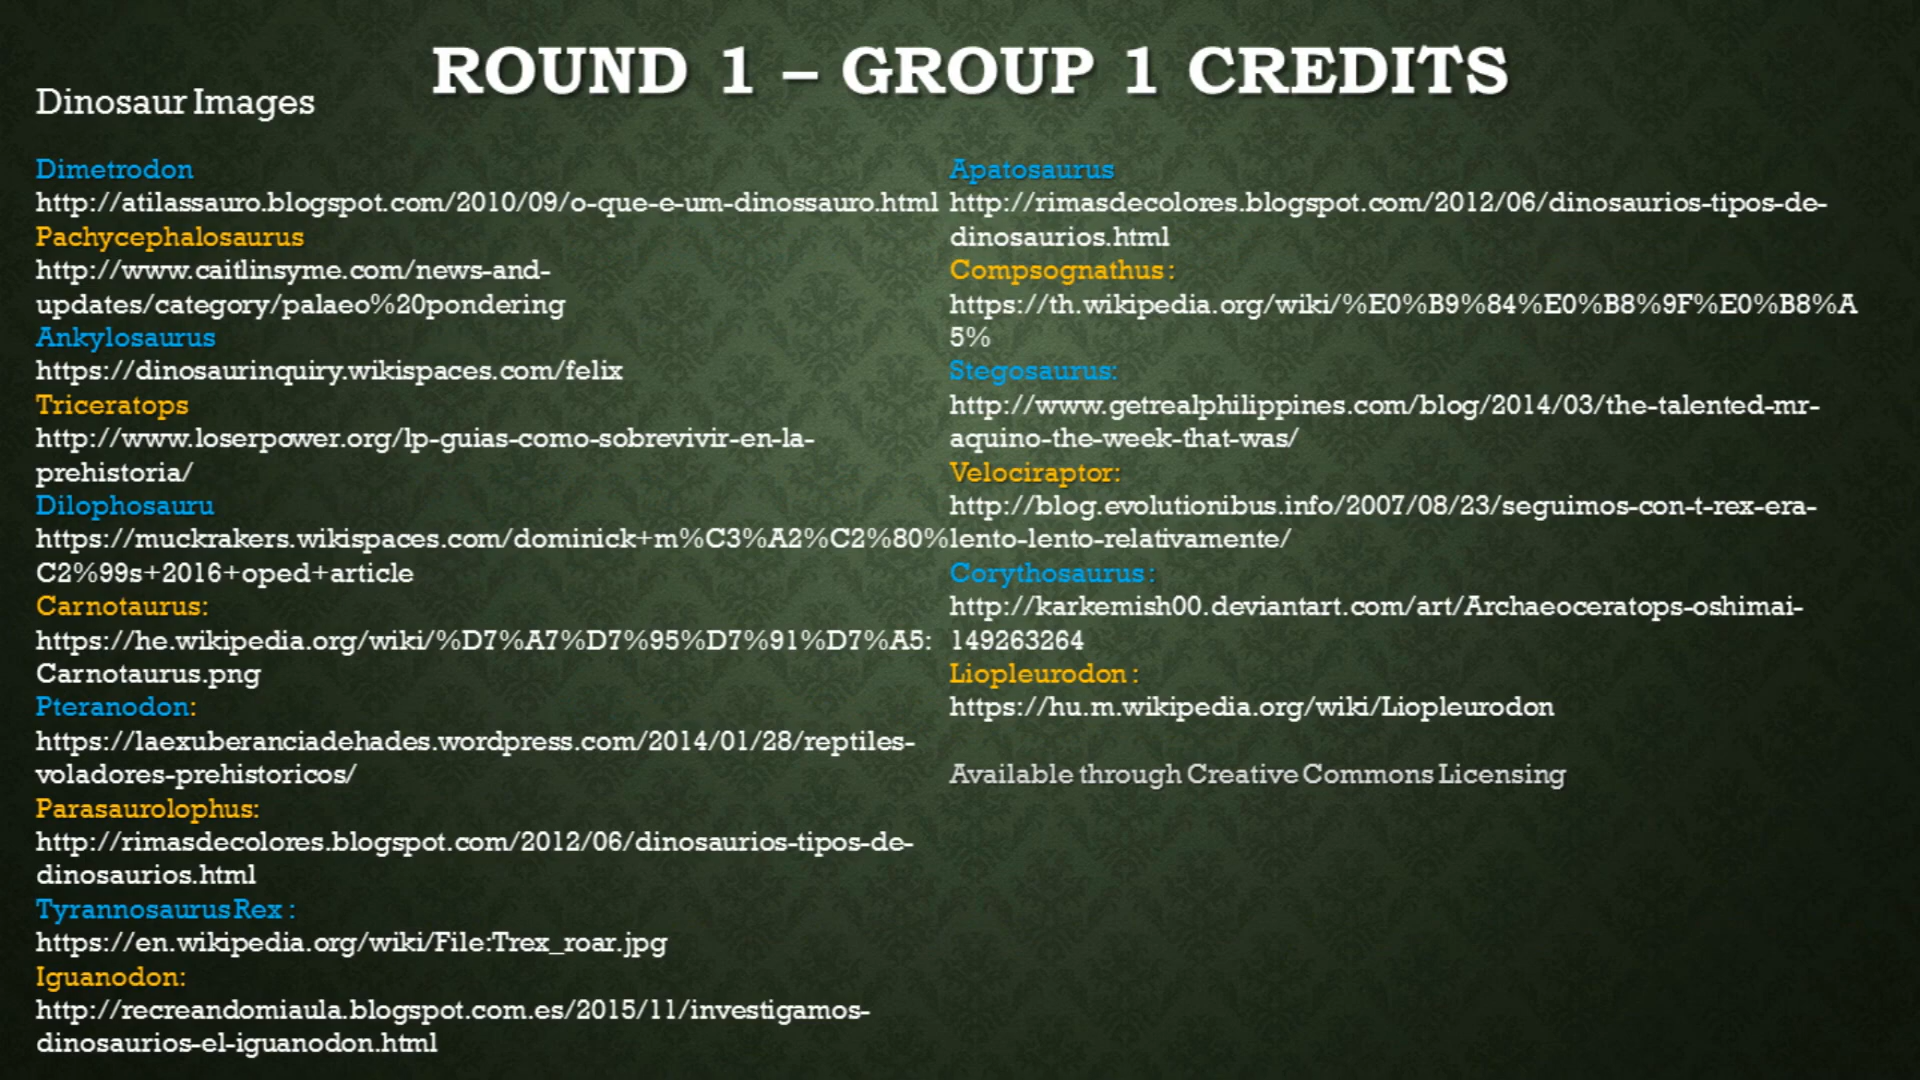 ROUND 1 – GROUP 1 CREDITS
Dinosaur Images
Dimetrodon
http://atilassauro.blogspot.com/2010/09/o-que-e-um-dinossauro.html
Pachycephalosaurus
http://www.caitlinsyme.com/news-and-
updates/category/palaeo%20pondering
Ankylosaurus
https://dinosaurinquiry.wikispaces.com/felix
Triceratops
http://www.loserpower.org/lp-guias-como-sobrevivir-en-la-
prehistoria/
Dilophosauru
https://muckrakers.wikispaces.com/dominick+m%C3%A2%C2%80%
C2%99s+2016+oped+article
Carnotaurus:
https://he.wikipedia.org/wiki/%D7%A7%D7%95%D7%91%D7%A5:
Carnotaurus.png
Pteranodon:
https://laexuberanciadehades.wordpress.com/2014/01/28/reptiles-
voladores-prehistoricos/
Parasaurolophus:
http://rimasdecolores.blogspot.com/2012/06/dinosaurios-tipos-de-
dinosaurios.html
Tyrannosaurus Rex :
https://en.wikipedia.org/wiki/File:Trex_roar.jpg
Iguanodon:
http://recreandomiaula.blogspot.com.es/2015/11/investigamos-
dinosaurios-el-iguanodon.html
Apatosaurus
http://rimasdecolores.blogspot.com/2012/06/dinosaurios-tipos-de-
dinosaurios.html
Compsognathus :
https://th.wikipedia.org/wiki/%E0%B9%84%E0%B8%9F%E0%B8%A
5%
Stegosaurus:
http://www.getrealphilippines.com/blog/2014/03/the-talented-mr-
aquino-the-week-that-was/
Velociraptor:
http://blog.evolutionibus.info/2007/08/23/seguimos-con-t-rex-era-
lento-lento-relativamente/
Corythosaurus :
http://karkemish00.deviantart.com/art/Archaeoceratops-oshimai-
149263264
Liopleurodon :
https://hu.m.wikipedia.org/wiki/Liopleurodon
Available through Creative Commons Licensing